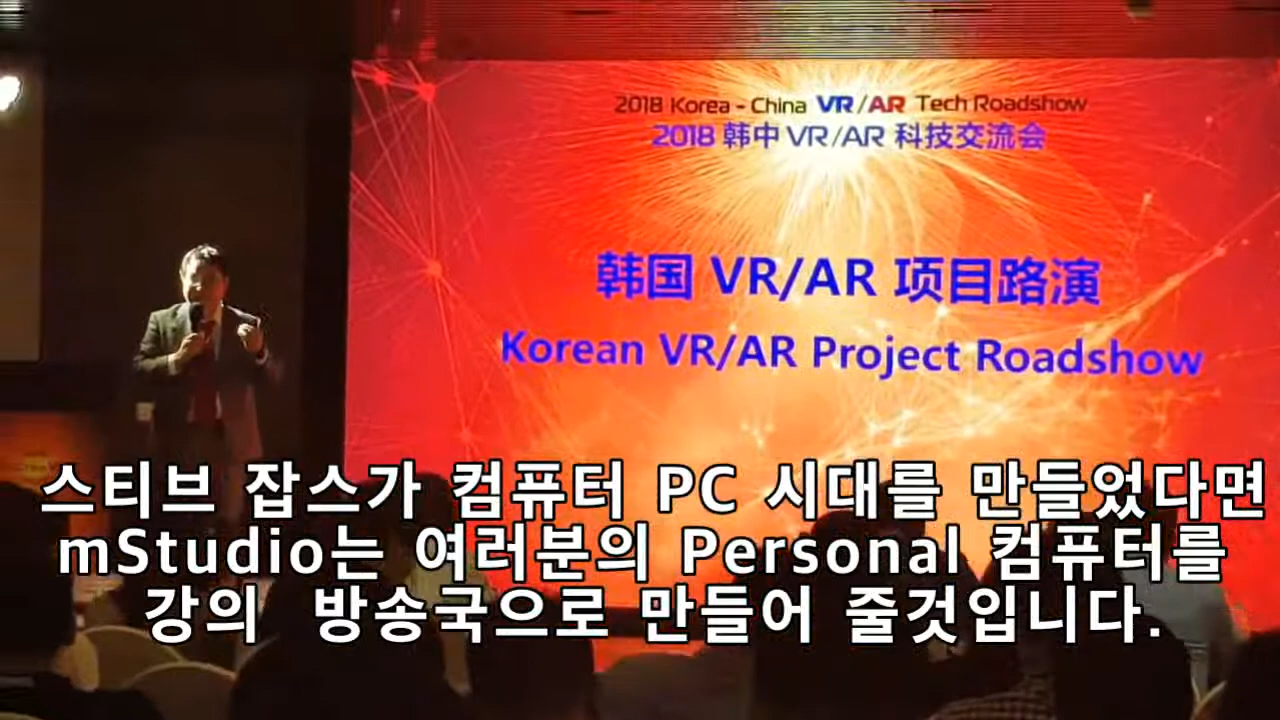 2018 Korea - China VR/AR Tech Roadshow
2018 韩中 VR/AR 科技交流会
韩国 VR/AR 项目路演
Korean VR/AR Project Roadshow
스티브 잡스가 컴퓨터 PC 시대를 만들었다면
mStudio는 여러분의 Personal 컴퓨터를
강의 방송국으로 만들어 줄것입니다.